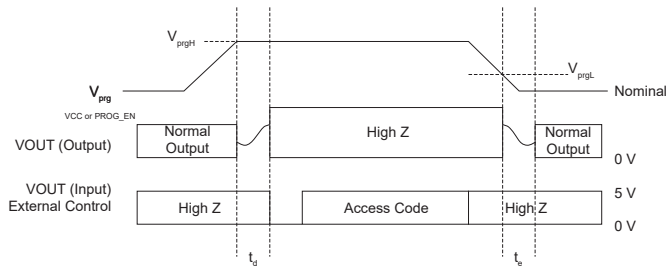 V_prgH
V_prgL
V_prg
Nominal
VCC or PROG_EN
VOUT (Output)
Normal
Output
High Z
Normal
Output
0 V
VOUT (Input)
External Control
High Z
Access Code
High Z
5 V
0 V
t_d
t_e